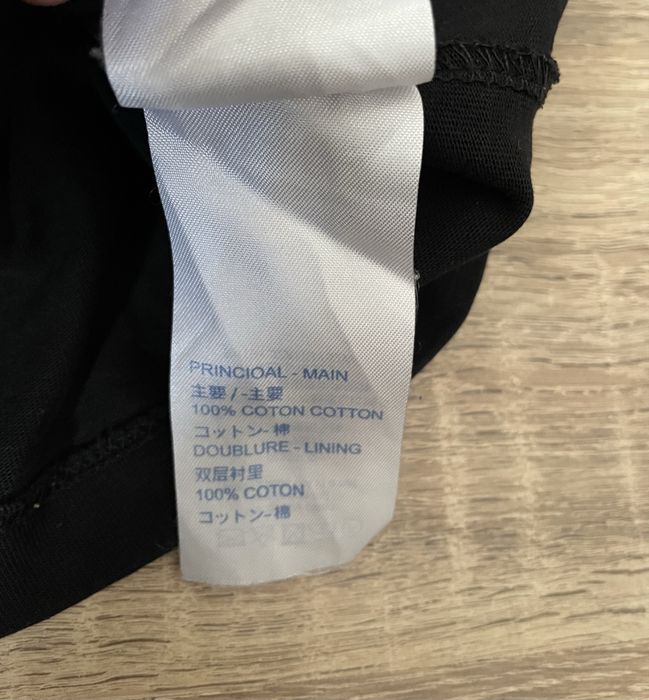 PRINCIOAL - MAIN
主要 / -主要
100% COTON COTTON
コットン-棉
DOUBLURE - LINING
双层衬里
100% COTON
コットン-棉